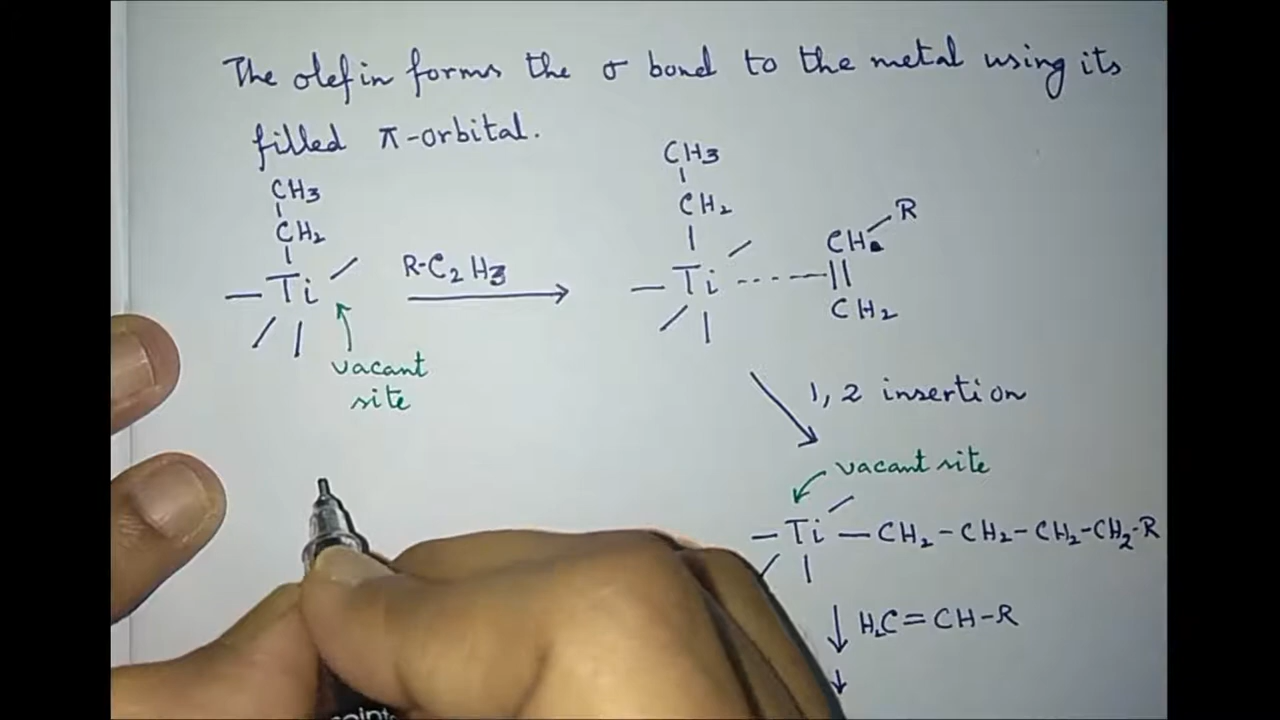 The olefin forms the σ bond to the metal using its
filled π-orbital.
CH3
CH2
Ti
vacant
site
R-C2H3
CH3
CH2
Ti
CH
R
CH2
1,2 insertion
vacant site
Ti-CH2-CH2-CH2-CH2-R
H2C=CH-R